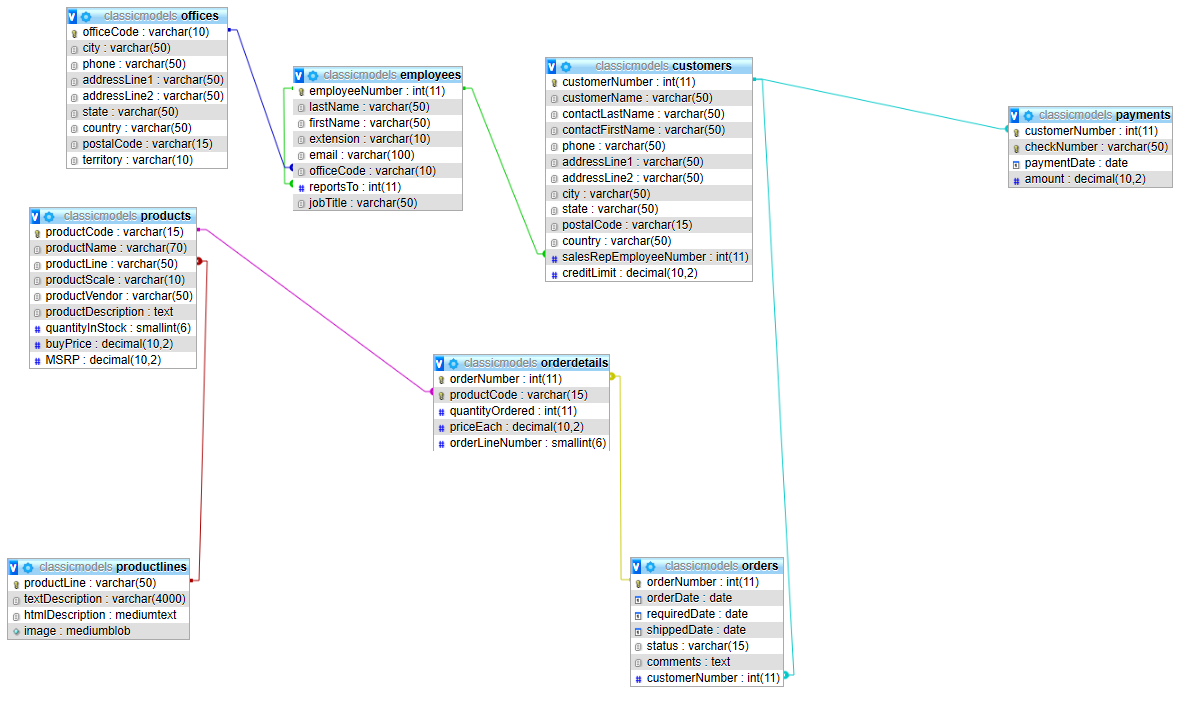 classicmodels offices
officeCode : varchar(10)
city : varchar(50)
phone : varchar(50)
addressLine1 : varchar(50)
addressLine2 : varchar(50)
state : varchar(50)
country : varchar(50)
postalCode : varchar(15)
territory : varchar(10)
classicmodels employees
employeeNumber : int(11)
lastName : varchar(50)
firstName : varchar(50)
extension : varchar(10)
email : varchar(100)
officeCode : varchar(10)
reportsTo : int(11)
jobTitle : varchar(50)
classicmodels customers
customerNumber : int(11)
customerName : varchar(50)
contactLastName : varchar(50)
contactFirstName : varchar(50)
phone : varchar(50)
addressLine1 : varchar(50)
addressLine2 : varchar(50)
city : varchar(50)
state : varchar(50)
postalCode : varchar(15)
country : varchar(50)
salesRepEmployeeNumber : int(11)
creditLimit : decimal(10,2)
classicmodels payments
customerNumber : int(11)
checkNumber : varchar(50)
paymentDate : date
amount : decimal(10,2)
classicmodels products
productCode : varchar(15)
productName : varchar(70)
productLine : varchar(50)
productScale : varchar(10)
productVendor : varchar(50)
productDescription : text
quantityInStock : smallint(6)
buyPrice : decimal(10,2)
MSRP : decimal(10,2)
classicmodels orderdetails
orderNumber : int(11)
productCode : varchar(15)
quantityOrdered : int(11)
priceEach : decimal(10,2)
orderLineNumber : smallint(6)
classicmodels productlines
productLine : varchar(50)
textDescription : varchar(4000)
htmlDescription : mediumtext
image : mediumblob
classicmodels orders
orderNumber : int(11)
orderDate : date
requiredDate : date
shippedDate : date
status : varchar(15)
comments : text
customerNumber : int(11)